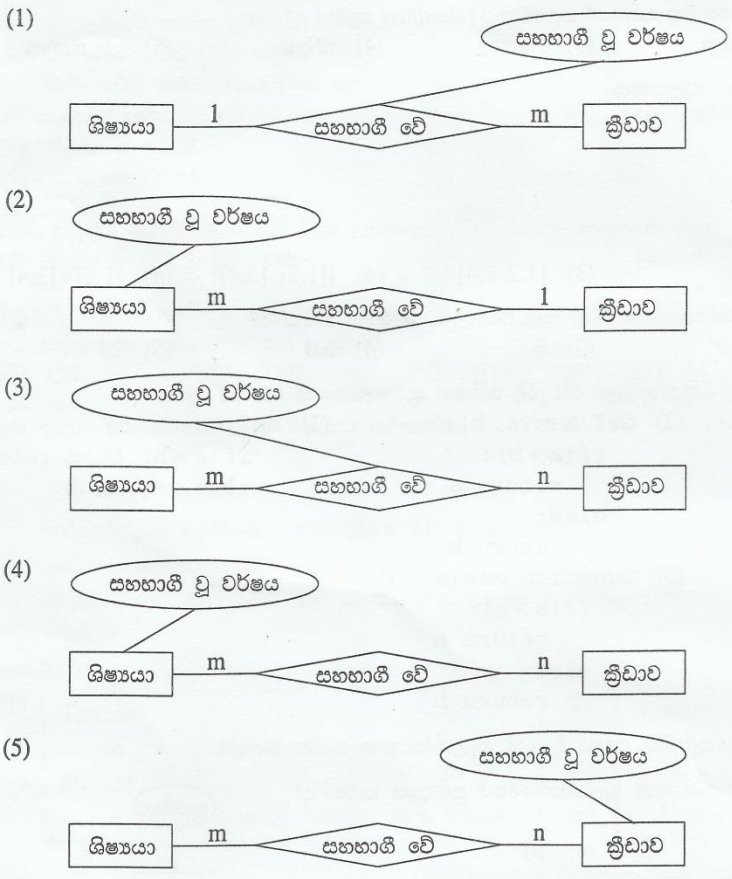 (1)
සහභාගී වූ වර්ෂය
ශිෂ්‍යයා 1 සහභාගී වේ m ක්‍රීඩාව
(2)
සහභාගී වූ වර්ෂය
ශිෂ්‍යයා m සහභාගී වේ 1 ක්‍රීඩාව
(3)
සහභාගී වූ වර්ෂය
ශිෂ්‍යයා m සහභාගී වේ n ක්‍රීඩාව
(4)
සහභාගී වූ වර්ෂය
ශිෂ්‍යයා m සහභාගී වේ n ක්‍රීඩාව
(5)
සහභාගී වූ වර්ෂය
ශිෂ්‍යයා m සහභාගී වේ n ක්‍රීඩාව